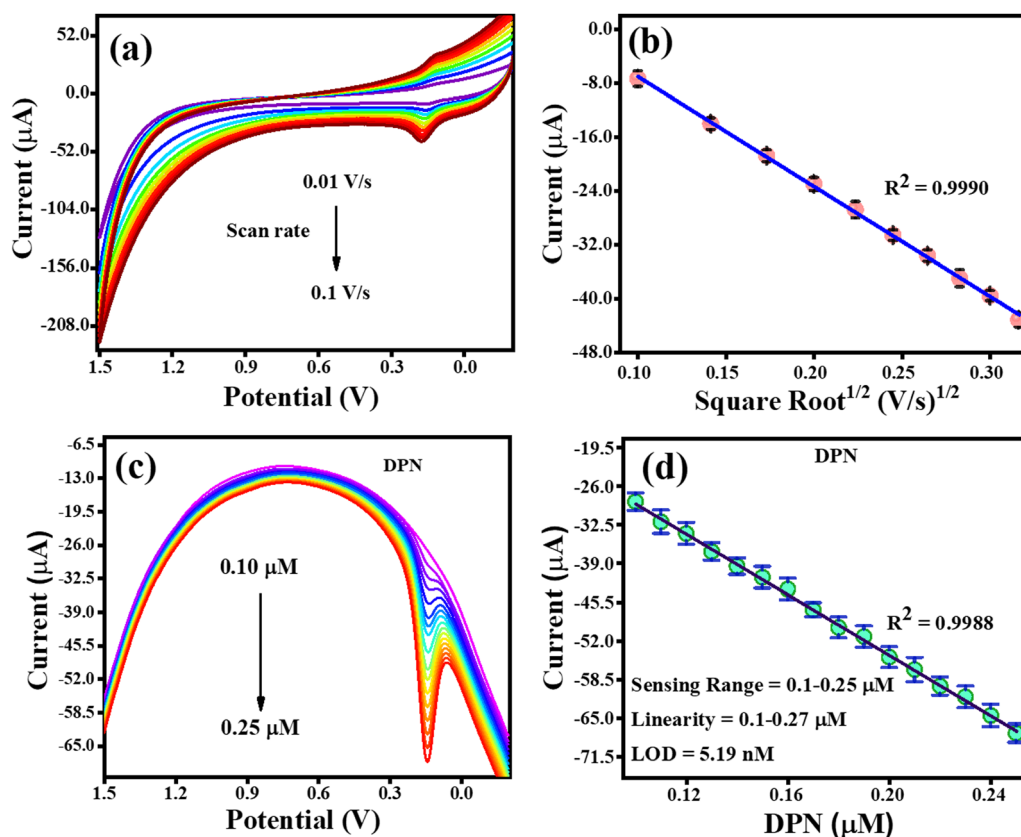 (a)
52.0
0.0
-52.0
-104.0
-156.0
-208.0
Current (μA)
0.01 V/s
Scan rate
0.1 V/s
1.5 1.2 0.9 0.6 0.3 0.0
Potential (V)
(b)
0.0
-8.0
-16.0
-24.0
-32.0
-40.0
-48.0
Current (μA)
R² = 0.9990
0.10 0.15 0.20 0.25 0.30
Square Root¹ᐟ² (V/s)¹ᐟ²
(c)
DPN
-6.5
-13.0
-19.5
-26.0
-32.5
-39.0
-45.5
-52.0
-58.5
-65.0
Current (μA)
0.10 μM
0.25 μM
1.5 1.2 0.9 0.6 0.3 0.0
Potential (V)
DPN
(d)
-19.5
-26.0
-32.5
-39.0
-45.5
-52.0
-58.5
-65.0
-71.5
Current (μA)
R² = 0.9988
Sensing Range = 0.1-0.25 μM
Linearity = 0.1-0.27 μM
LOD = 5.19 nM
0.12 0.16 0.20 0.24
DPN (μM)